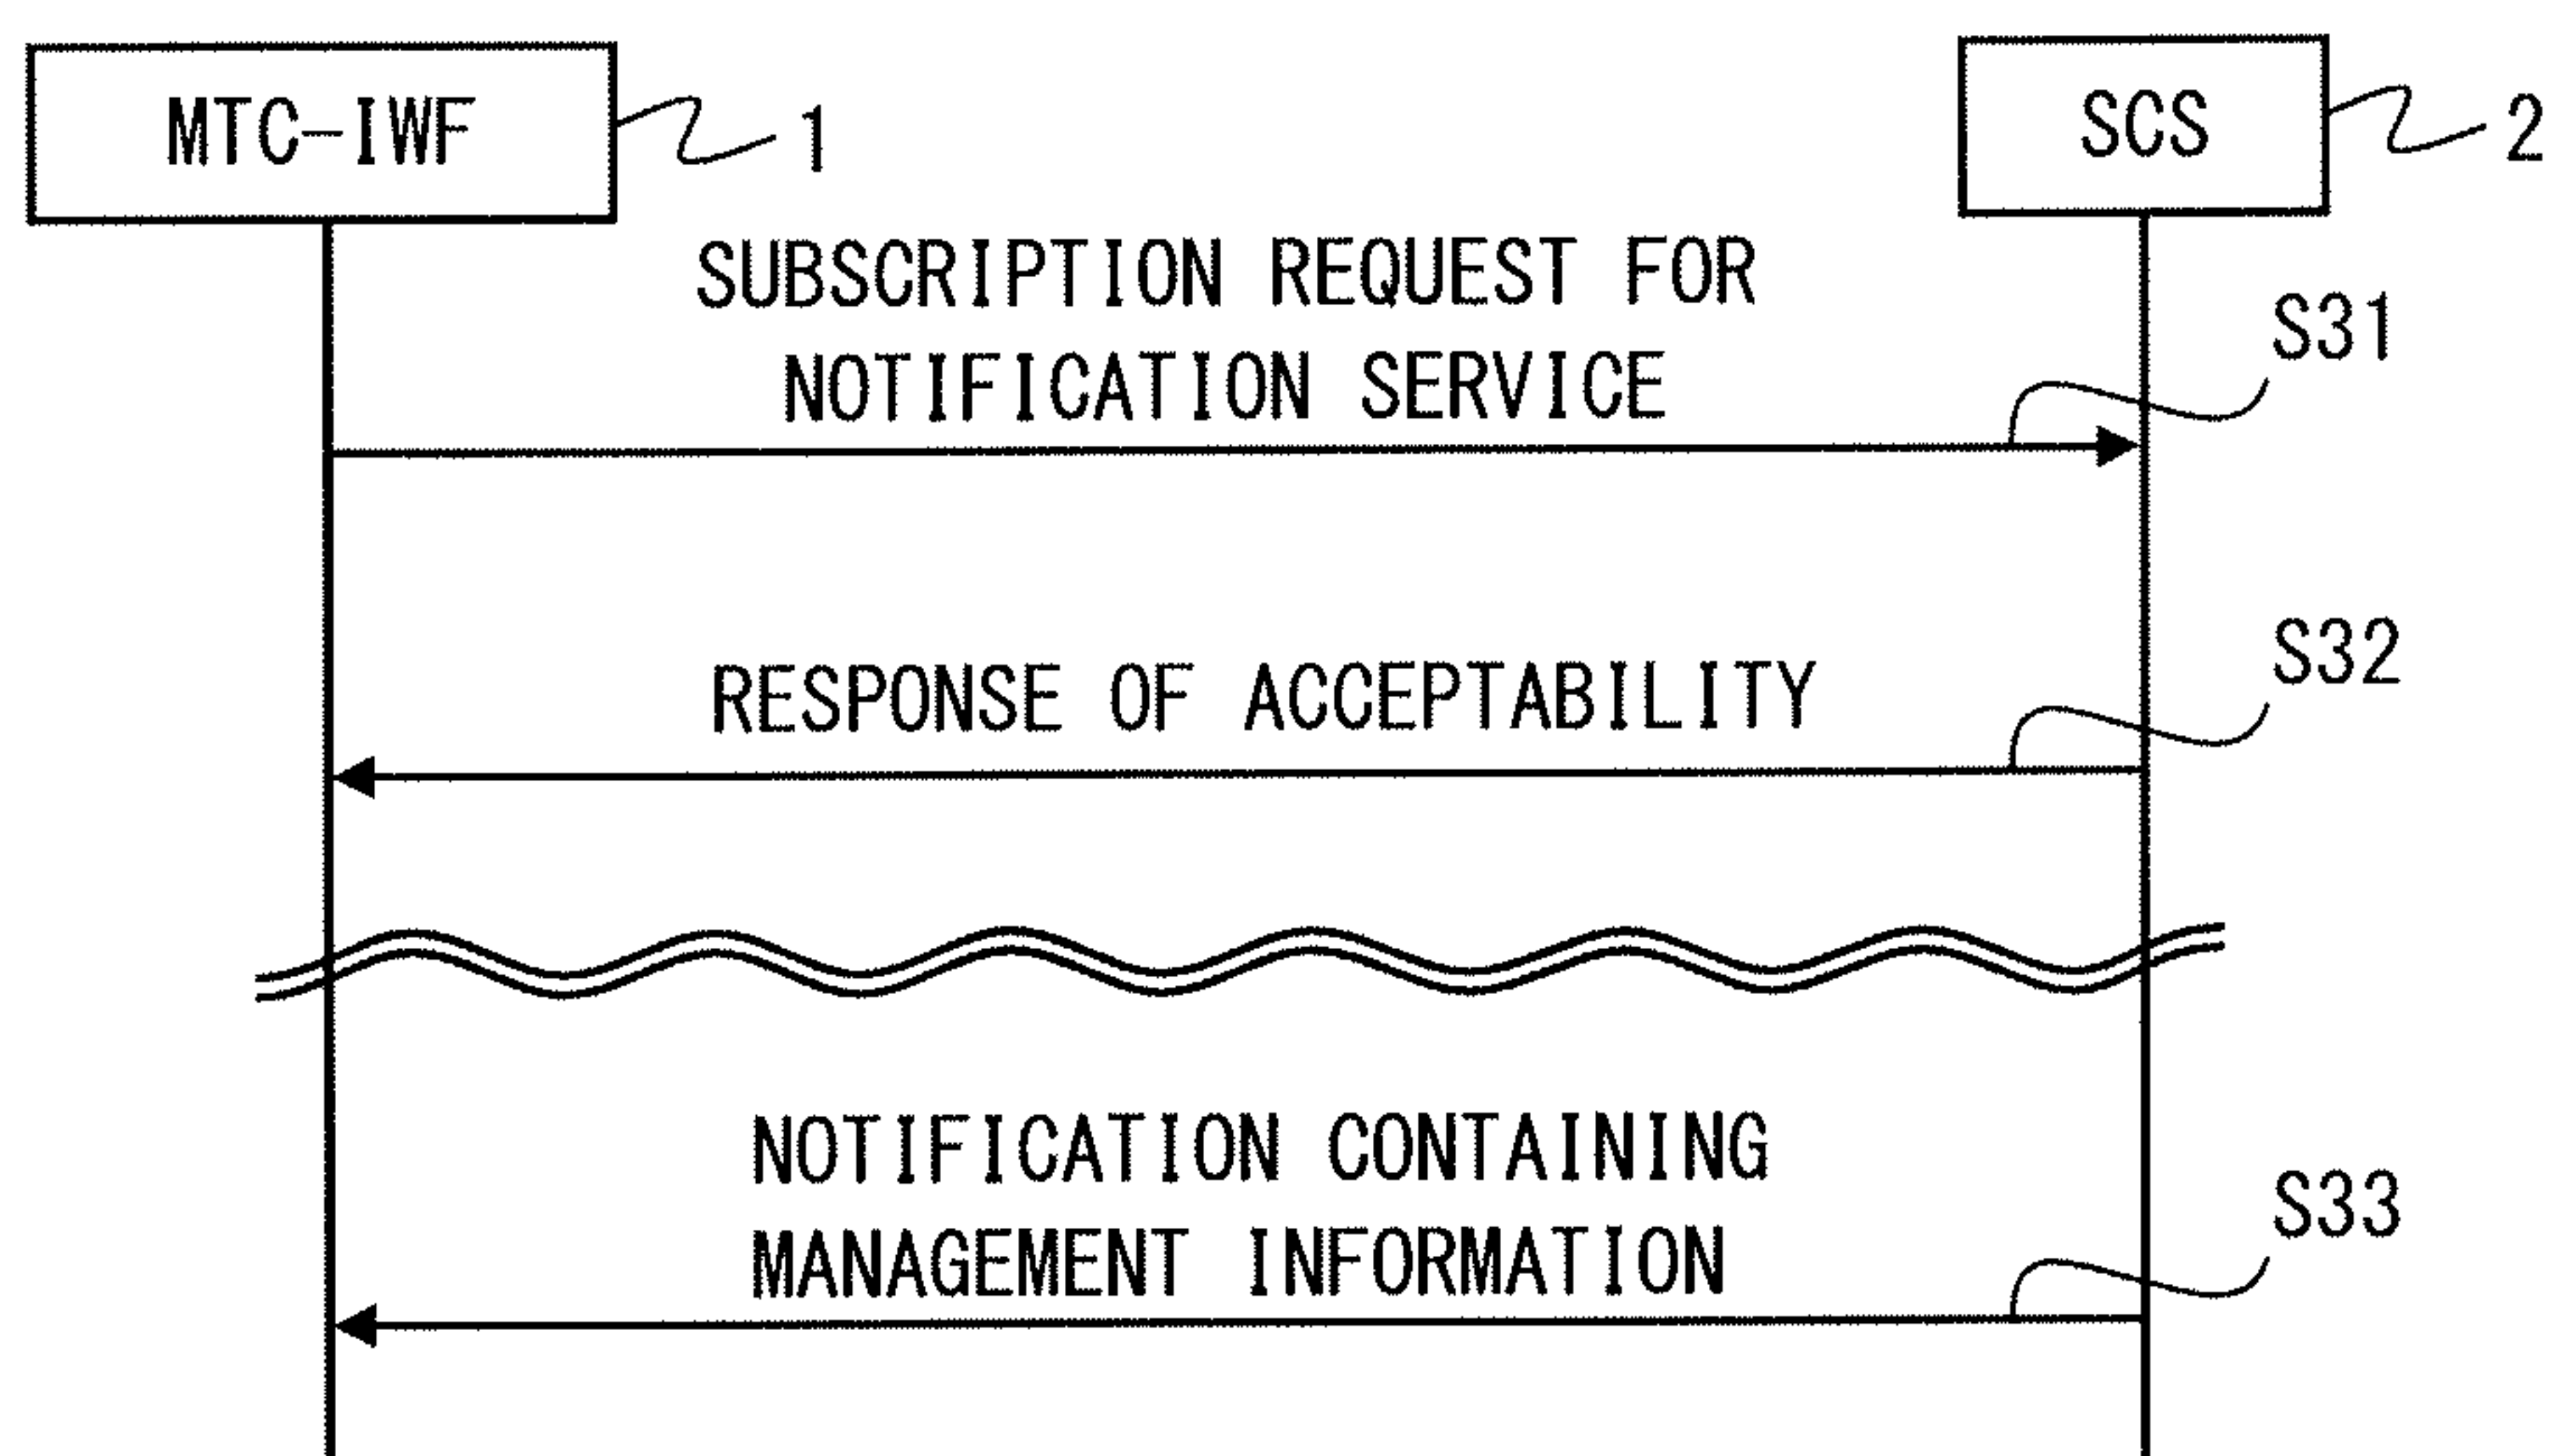 MTC-IWF
1
SCS
2
SUBSCRIPTION REQUEST FOR
NOTIFICATION SERVICE
S31
RESPONSE OF ACCEPTABILITY
S32
NOTIFICATION CONTAINING
MANAGEMENT INFORMATION
S33